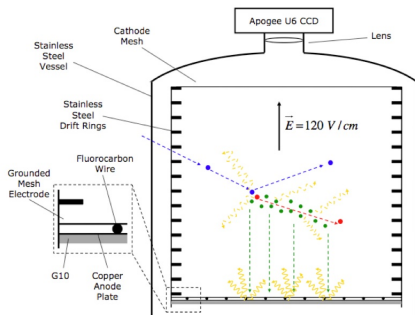 Apogee U6 CCD
Lens
Cathode
Mesh
Stainless
Steel
Vessel
Stainless
Steel
Drift Rings
E=120 V/cm
Fluorocarbon
Wire
Grounded
Mesh
Electrode
G10
Copper
Anode
Plate